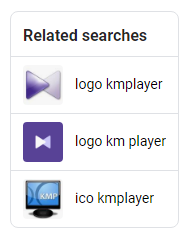 Related searches
logo kmplayer
logo km player
KMP
ico kmplayer